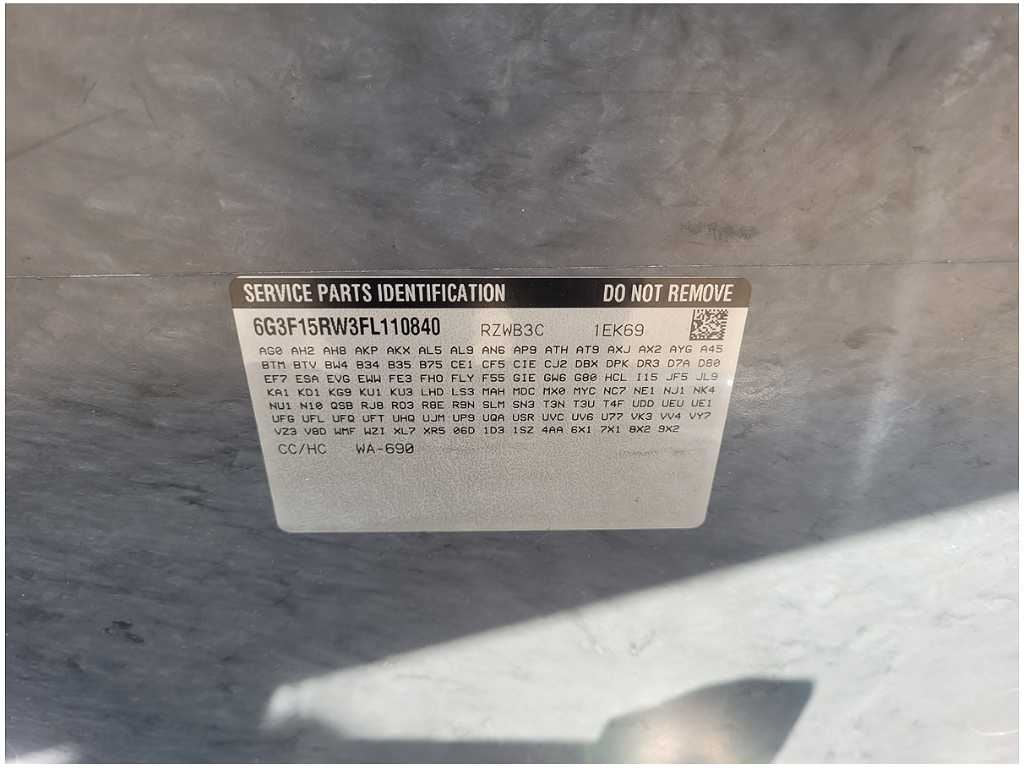 SERVICE PARTS IDENTIFICATION DO NOT REMOVE
6G3F15RW3FL110840 RZWB3C 1EK69
AG0 AH2 AH8 AKP AKX AL5 AL9 AN6 AP9 ATH AT9 AXJ AX2 AYG A45
BTM BTV BW4 B34 B35 B75 CE1 CF5 CIE CJ2 DBX DPK DR3 D7A D80
EF7 ESA EVG EWW FE3 FHO FLY F55 GIE GW6 G80 HCL I15 JF5 JL9
KA1 KD1 KG9 KU1 KU3 LHD LS3 MAH MDC MX0 MYC NC7 NE1 NJ1 NK4
NU1 N10 QSB RJ8 RO3 R8E R9N SLM SN3 T3N T3U T4F UDD UEU UE1
UFG UFL UFQ UFT UHQ UJM UP9 UQA USR UVC UV6 U77 VK3 VV4 VY7
VZ3 V8D WMF WZI XL7 XR5 06D 1D3 1SZ 4AA 6X1 7X1 8X2 9X2
CC/HC WA-690